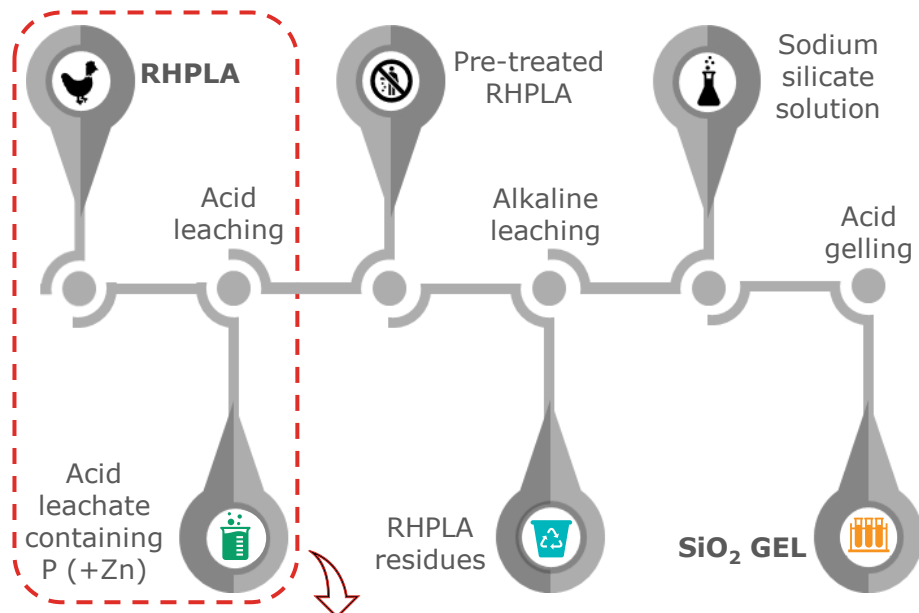 RHPLA
Pre-treated
RHPLA
Sodium
silicate
solution
Acid
leaching
Alkaline
leaching
Acid
gelling
Acid
leachate
containing
P (+Zn)
RHPLA
residues
SiO₂ GEL